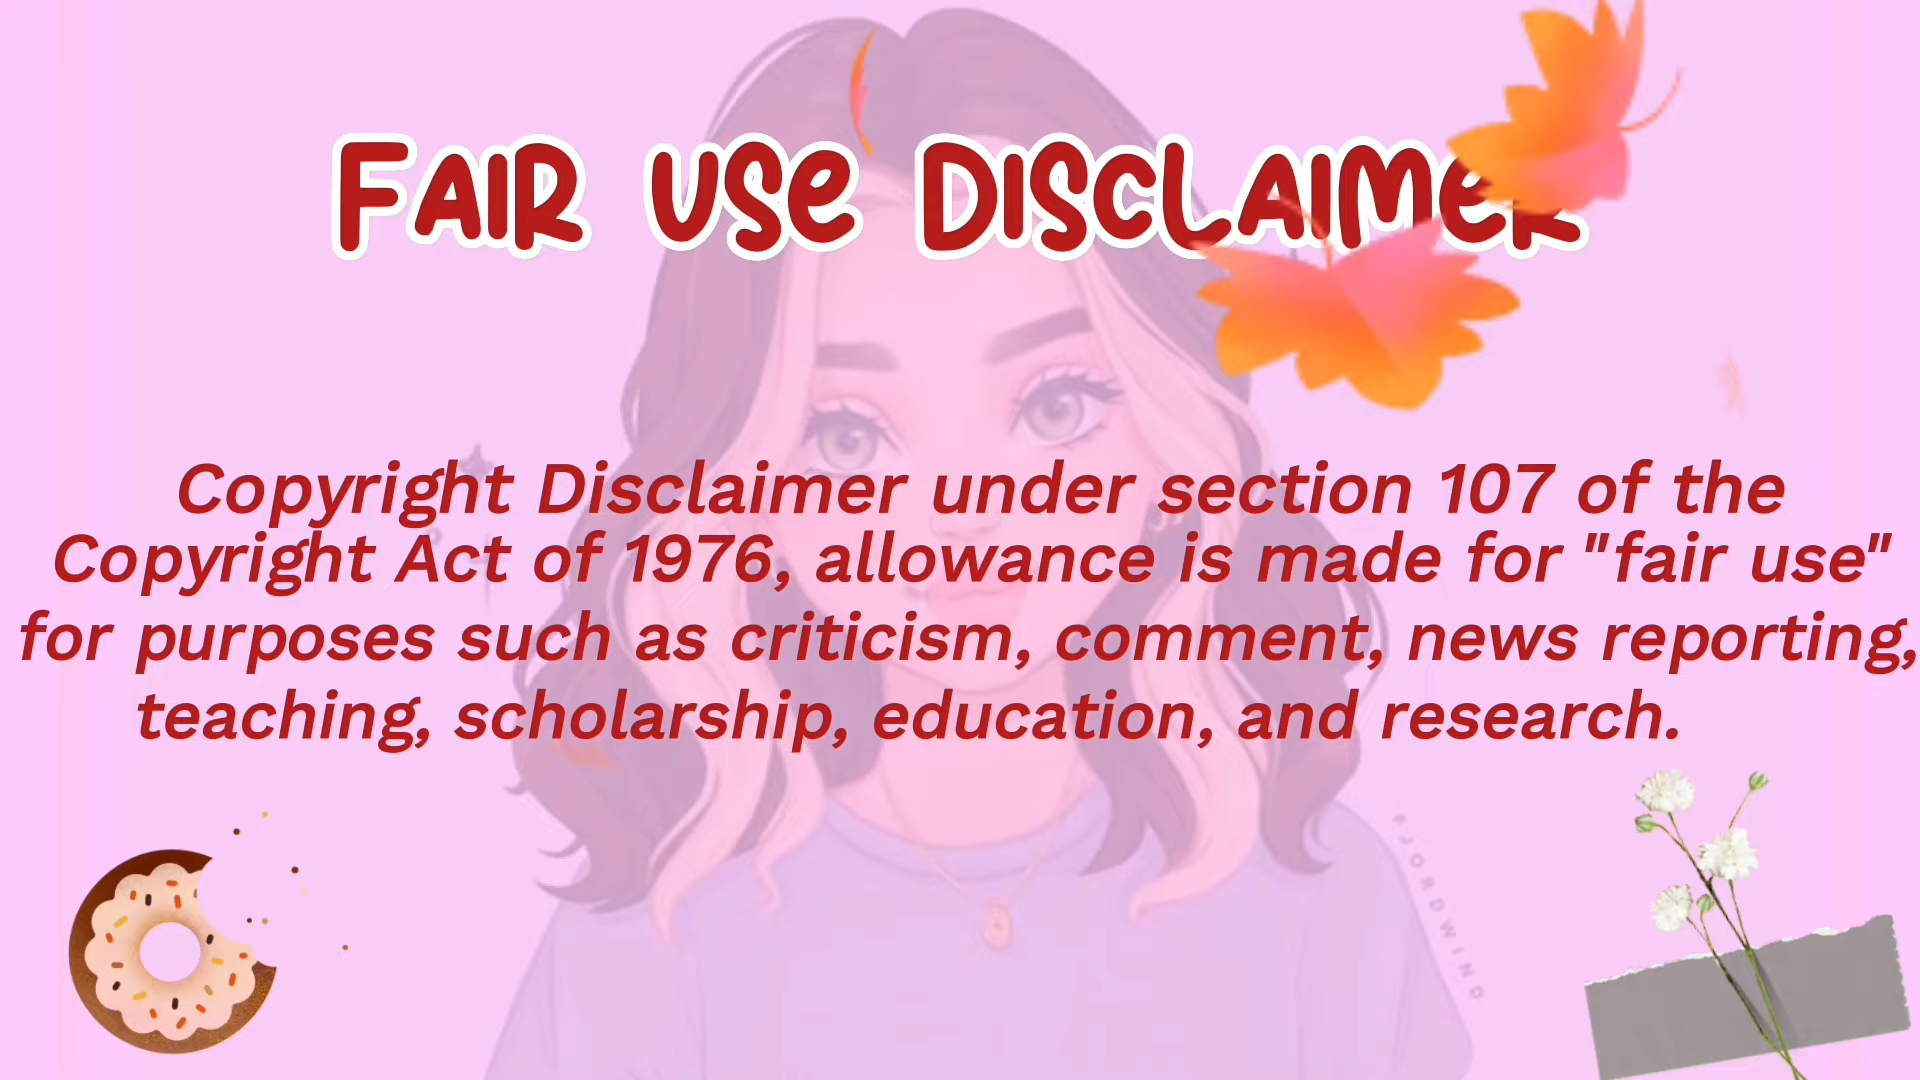 FAIR USE DISCLAIMER
Copyright Disclaimer under section 107 of the
Copyright Act of 1976, allowance is made for "fair use"
for purposes such as criticism, comment, news reporting,
teaching, scholarship, education, and research.
FJORDWIND